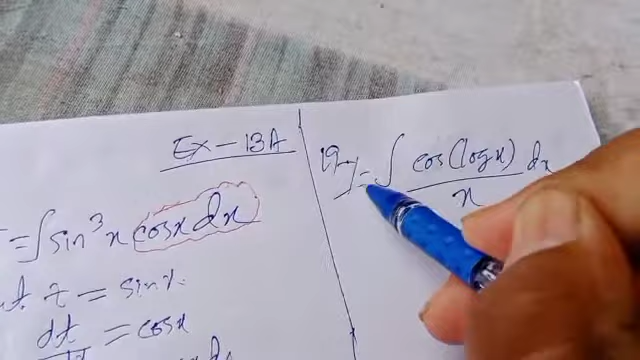 Ex - 13A
= ∫ sin³x cosx dx
t = sinx.
dt/ = cosx
19. I = ∫ cos(logx)/x dx